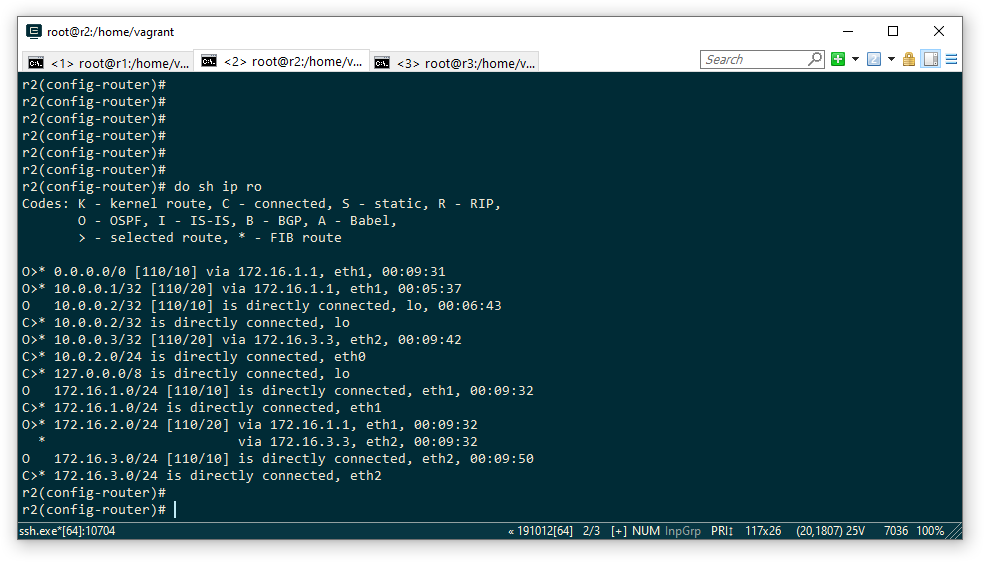 root@r2:/home/vagrant
<1> root@r1:/home/v... <2> root@r2:/home/v... <3> root@r3:/home/v... Search
r2(config-router)#
r2(config-router)#
r2(config-router)#
r2(config-router)#
r2(config-router)#
r2(config-router)#
r2(config-router)# do sh ip ro
Codes: K - kernel route, C - connected, S - static, R - RIP,
       O - OSPF, I - IS-IS, B - BGP, A - Babel,
       > - selected route, * - FIB route

O>* 0.0.0.0/0 [110/10] via 172.16.1.1, eth1, 00:09:31
O>* 10.0.0.1/32 [110/20] via 172.16.1.1, eth1, 00:05:37
O   10.0.0.2/32 [110/10] is directly connected, lo, 00:06:43
C>* 10.0.0.2/32 is directly connected, lo
O>* 10.0.0.3/32 [110/20] via 172.16.3.3, eth2, 00:09:42
C>* 10.0.2.0/24 is directly connected, eth0
C>* 127.0.0.0/8 is directly connected, lo
O   172.16.1.0/24 [110/10] is directly connected, eth1, 00:09:32
C>* 172.16.1.0/24 is directly connected, eth1
O>* 172.16.2.0/24 [110/20] via 172.16.1.1, eth1, 00:09:32
  *                        via 172.16.3.3, eth2, 00:09:32
O   172.16.3.0/24 [110/10] is directly connected, eth2, 00:09:50
C>* 172.16.3.0/24 is directly connected, eth2
r2(config-router)#
r2(config-router)#
ssh.exe*[64]:10704 « 191012[64] 2/3 [+] NUM InpGrp PRI↕ 117x26 (20,1807) 25V 7036 100%